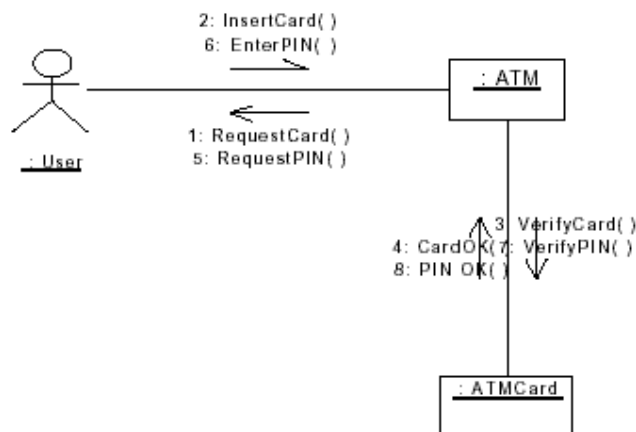 2: InsertCard( )
6: EnterPIN( )
: ATM
1: RequestCard( )
5: RequestPIN( )
: User
3: VerifyCard( )
4: CardOK(
7: VerifyPIN( )
8: PIN OK( )
: ATMCard